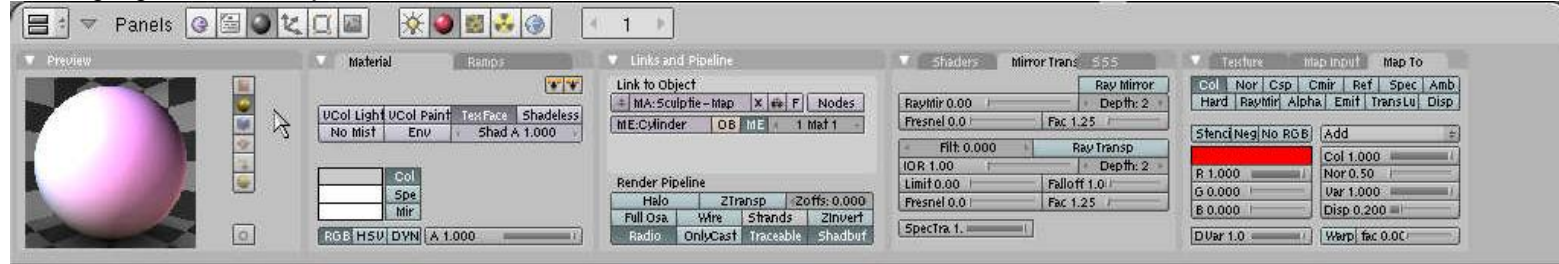 Panels
1
Preview
Material
Ramps
VCol Light VCol Paint TexFace Shadeless
No Mist Env Shad A 1.000
Col
Spe
Mir
RGB HSV DYN A 1.000
Links and Pipeline
Link to Object
MA:Sculptie-Map X F Nodes
ME:Cylinder OB ME 1 Mat 1
Render Pipeline
Halo ZTransp Zoffs: 0.000
Full Osa Wire Strands ZInvert
Radio OnlyCast Traceable Shadbuf
Shaders Mirror Trans SSS
Ray Mirror
RayMir 0.00 Depth: 2
Fresnel 0.0 Fac 1.25
Filt: 0.000 Ray Transp
IOR 1.00 Depth: 2
Limit 0.00 Falloff 1.0
Fresnel 0.0 Fac 1.25
SpecTra 1.
Texture Map Input Map To
Col Nor Csp Cmir Ref Spec Amb
Hard RayMir Alpha Emit TransLu Disp
Stenci Neg No RGB Add
Col 1.000
R 1.000 Nor 0.50
G 0.000 Var 1.000
B 0.000 Disp 0.200
DVar 1.0 Warp fac 0.00